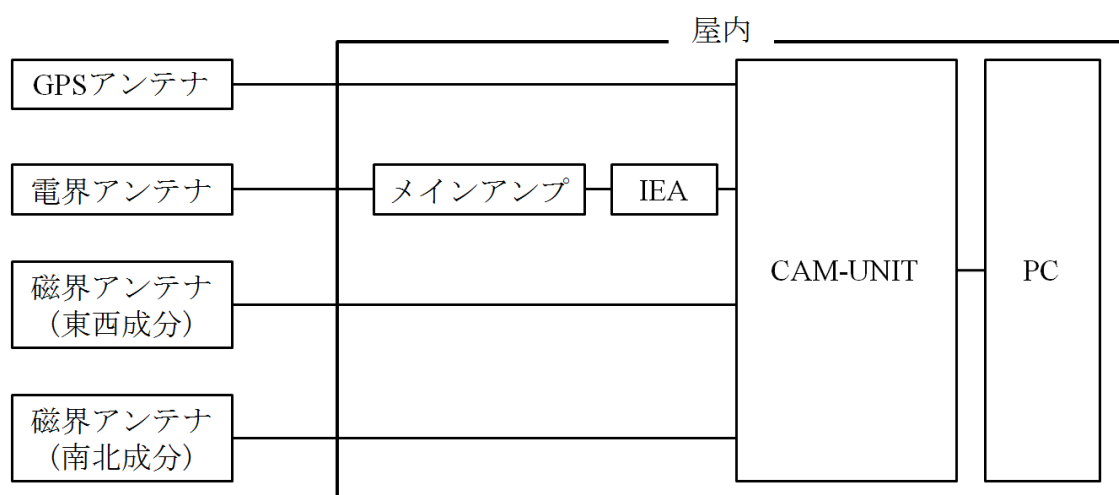 屋内
GPSアンテナ
電界アンテナ
メインアンプ
IEA
磁界アンテナ
（東西成分）
磁界アンテナ
（南北成分）
CAM-UNIT
PC